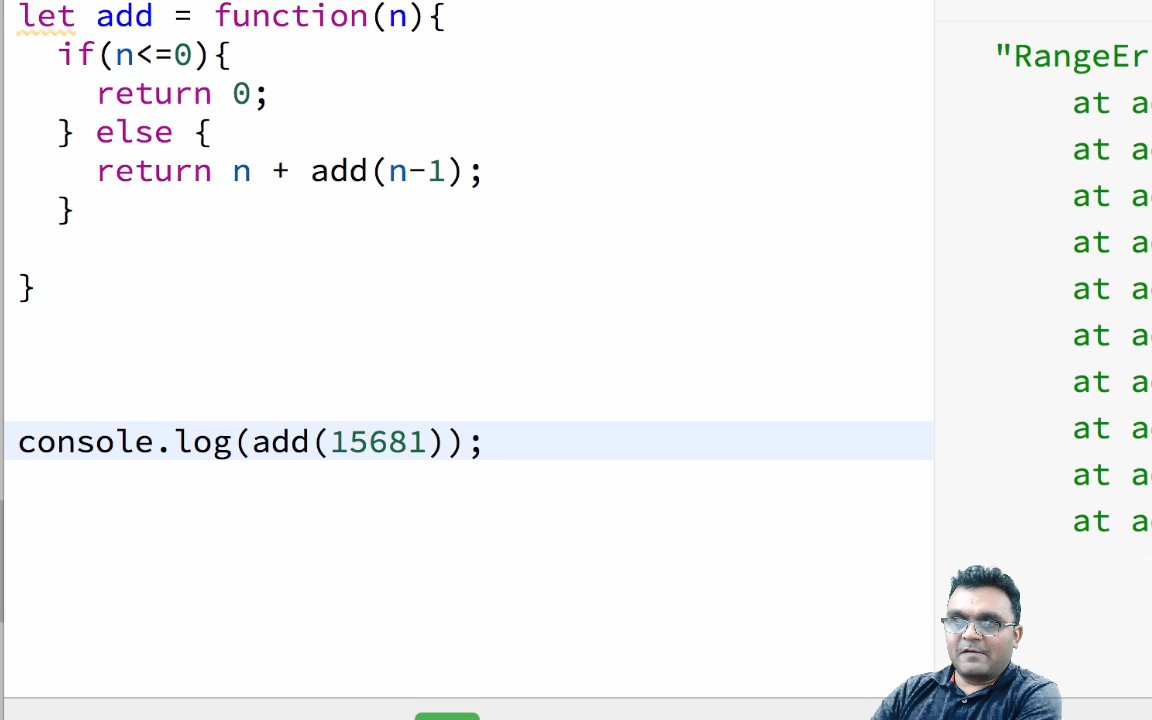 let add = function(n){
if(n<=0){
return 0;
} else {
return n + add(n-1);
}
}
console.log(add(15681));
"RangeEr
at a
at a
at a
at a
at a
at a
at a
at a
at a
at a